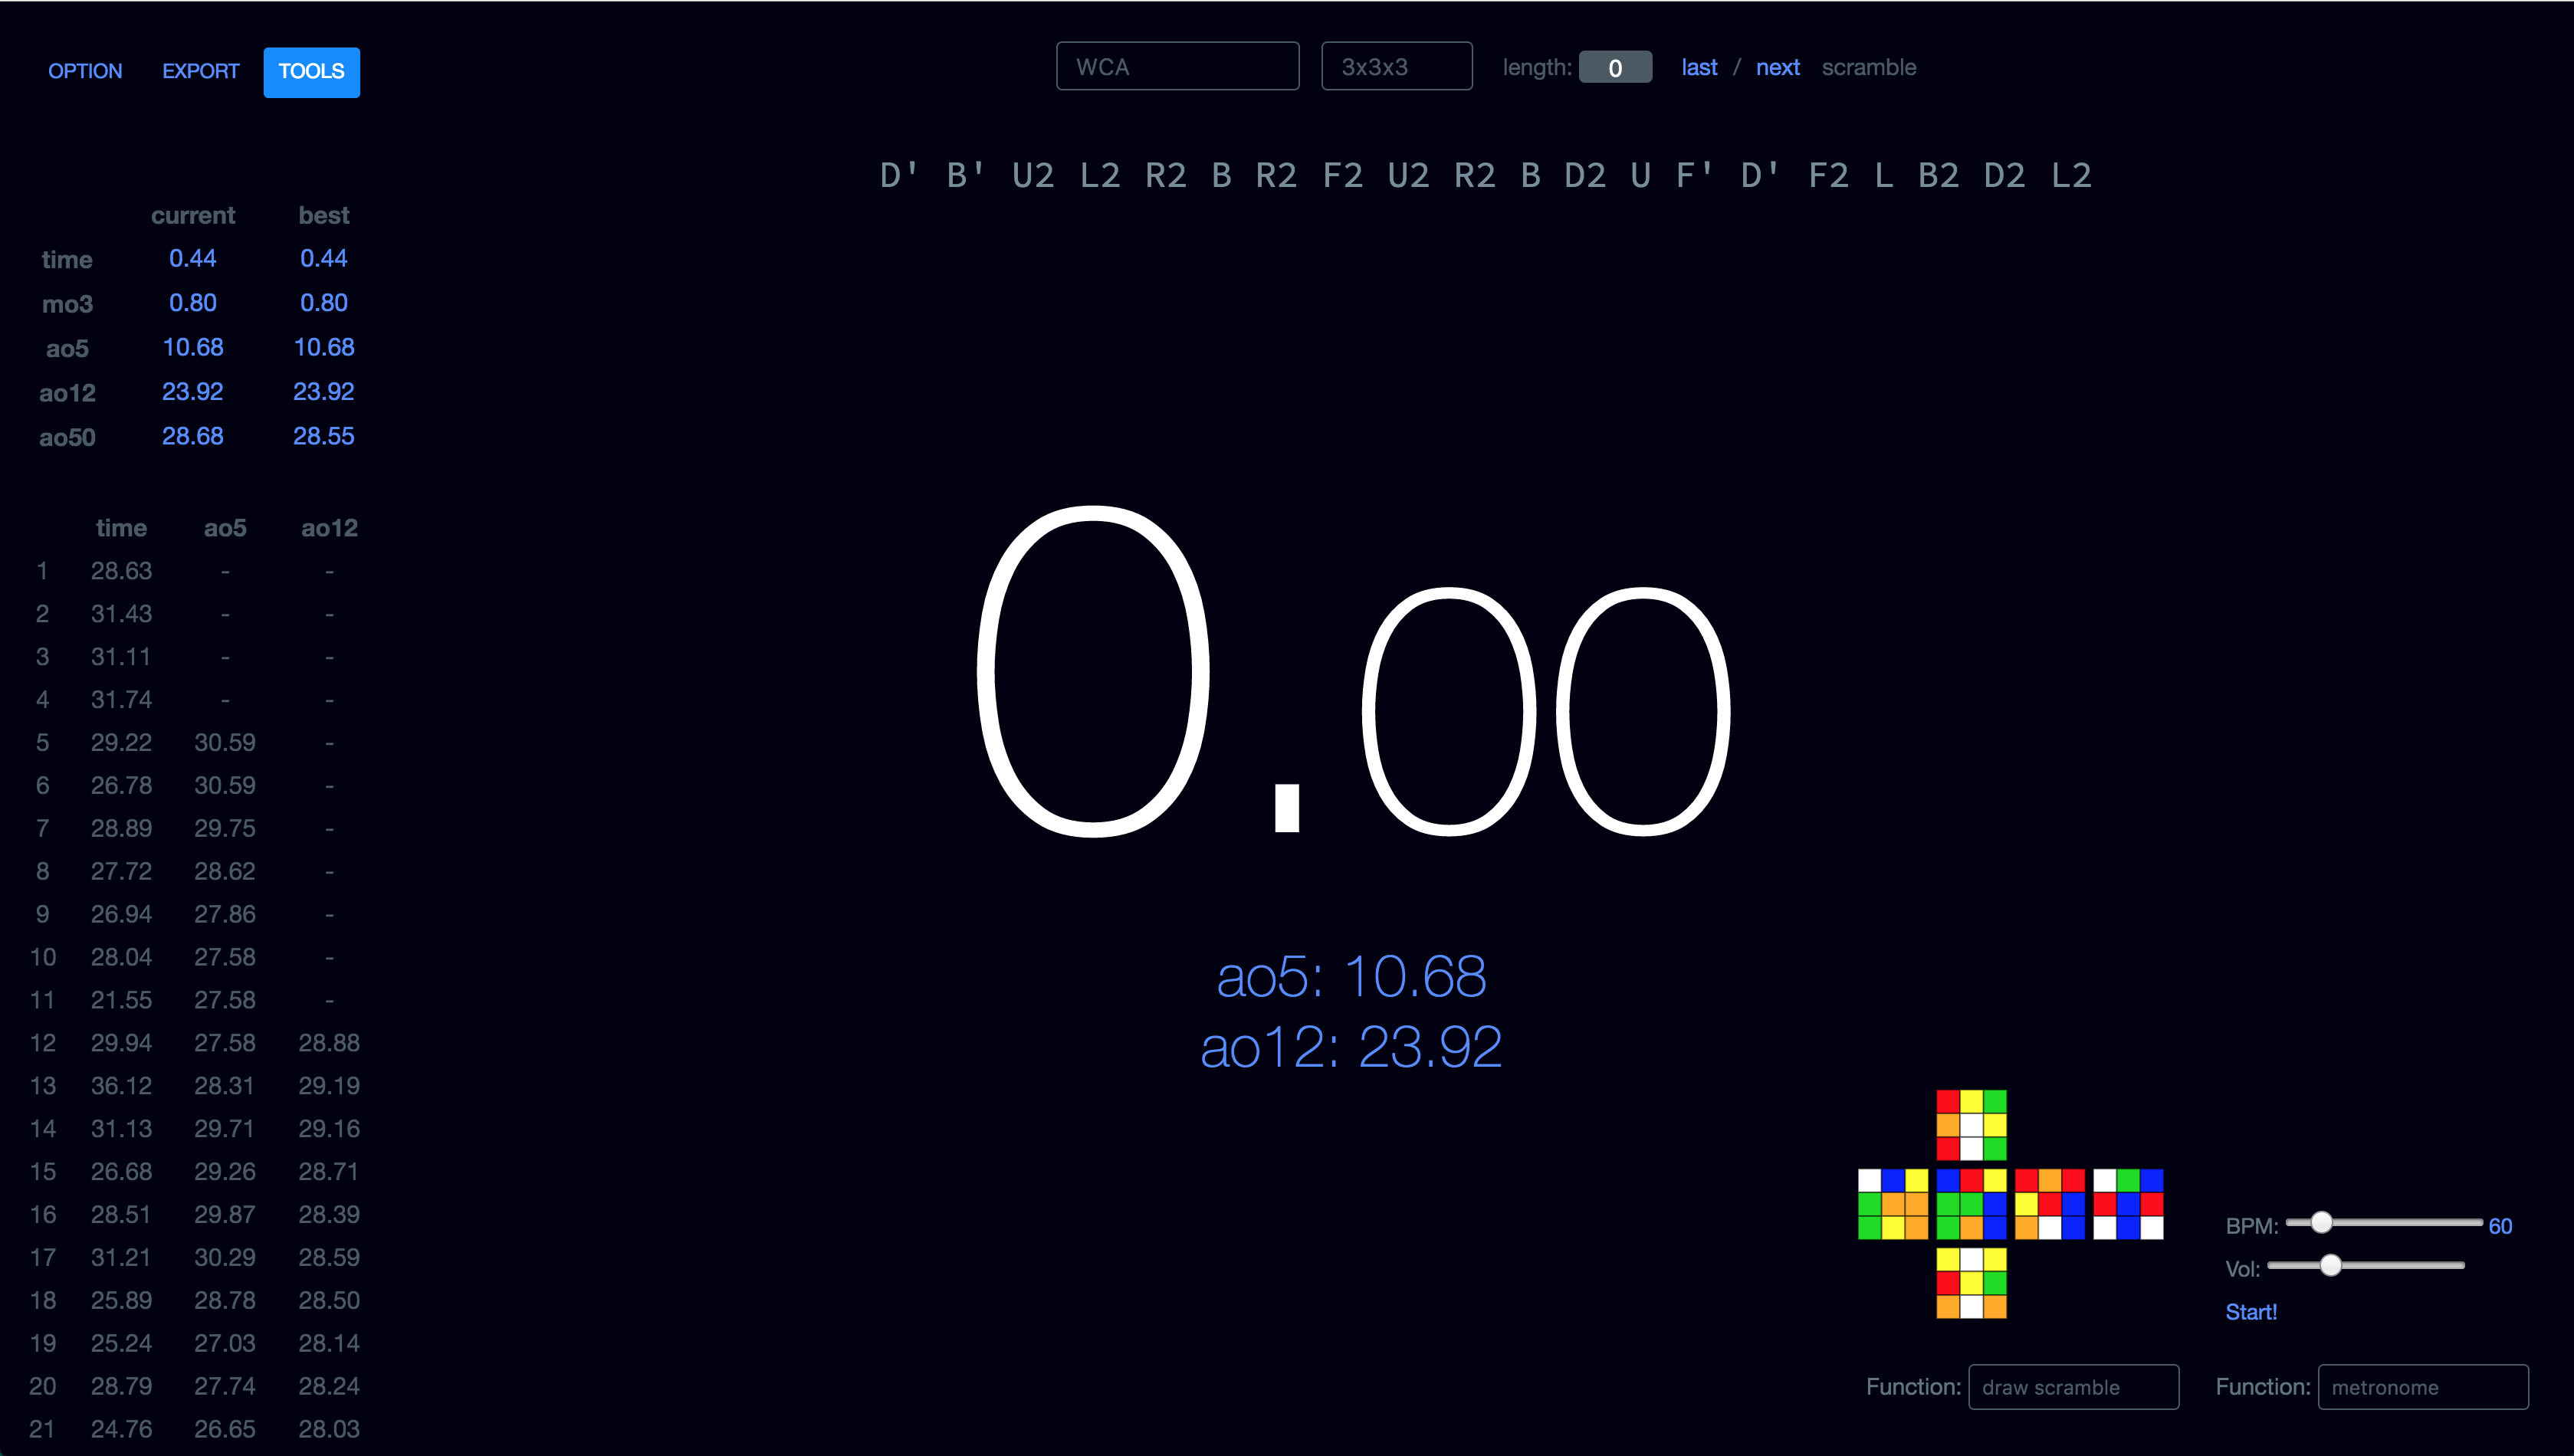 OPTION EXPORT TOOLS
WCA 3x3x3 length: 0 last / next scramble
D' B' U2 L2 R2 B R2 F2 U2 R2 B D2 U F' D' F2 L B2 D2 L2
current best
time 0.44 0.44
mo3 0.80 0.80
ao5 10.68 10.68
ao12 23.92 23.92
ao50 28.68 28.55
time ao5 ao12
1 28.63 - -
2 31.43 - -
3 31.11 - -
4 31.74 - -
5 29.22 30.59 -
6 26.78 30.59 -
7 28.89 29.75 -
8 27.72 28.62 -
9 26.94 27.86 -
10 28.04 27.58 -
11 21.55 27.58 -
12 29.94 27.58 28.88
13 36.12 28.31 29.19
14 31.13 29.71 29.16
15 26.68 29.26 28.71
16 28.51 29.87 28.39
17 31.21 30.29 28.59
18 25.89 28.78 28.50
19 25.24 27.03 28.14
20 28.79 27.74 28.24
21 24.76 26.65 28.03
0.00
ao5: 10.68
ao12: 23.92
BPM: 60
Vol:
Start!
Function: draw scramble Function: metronome